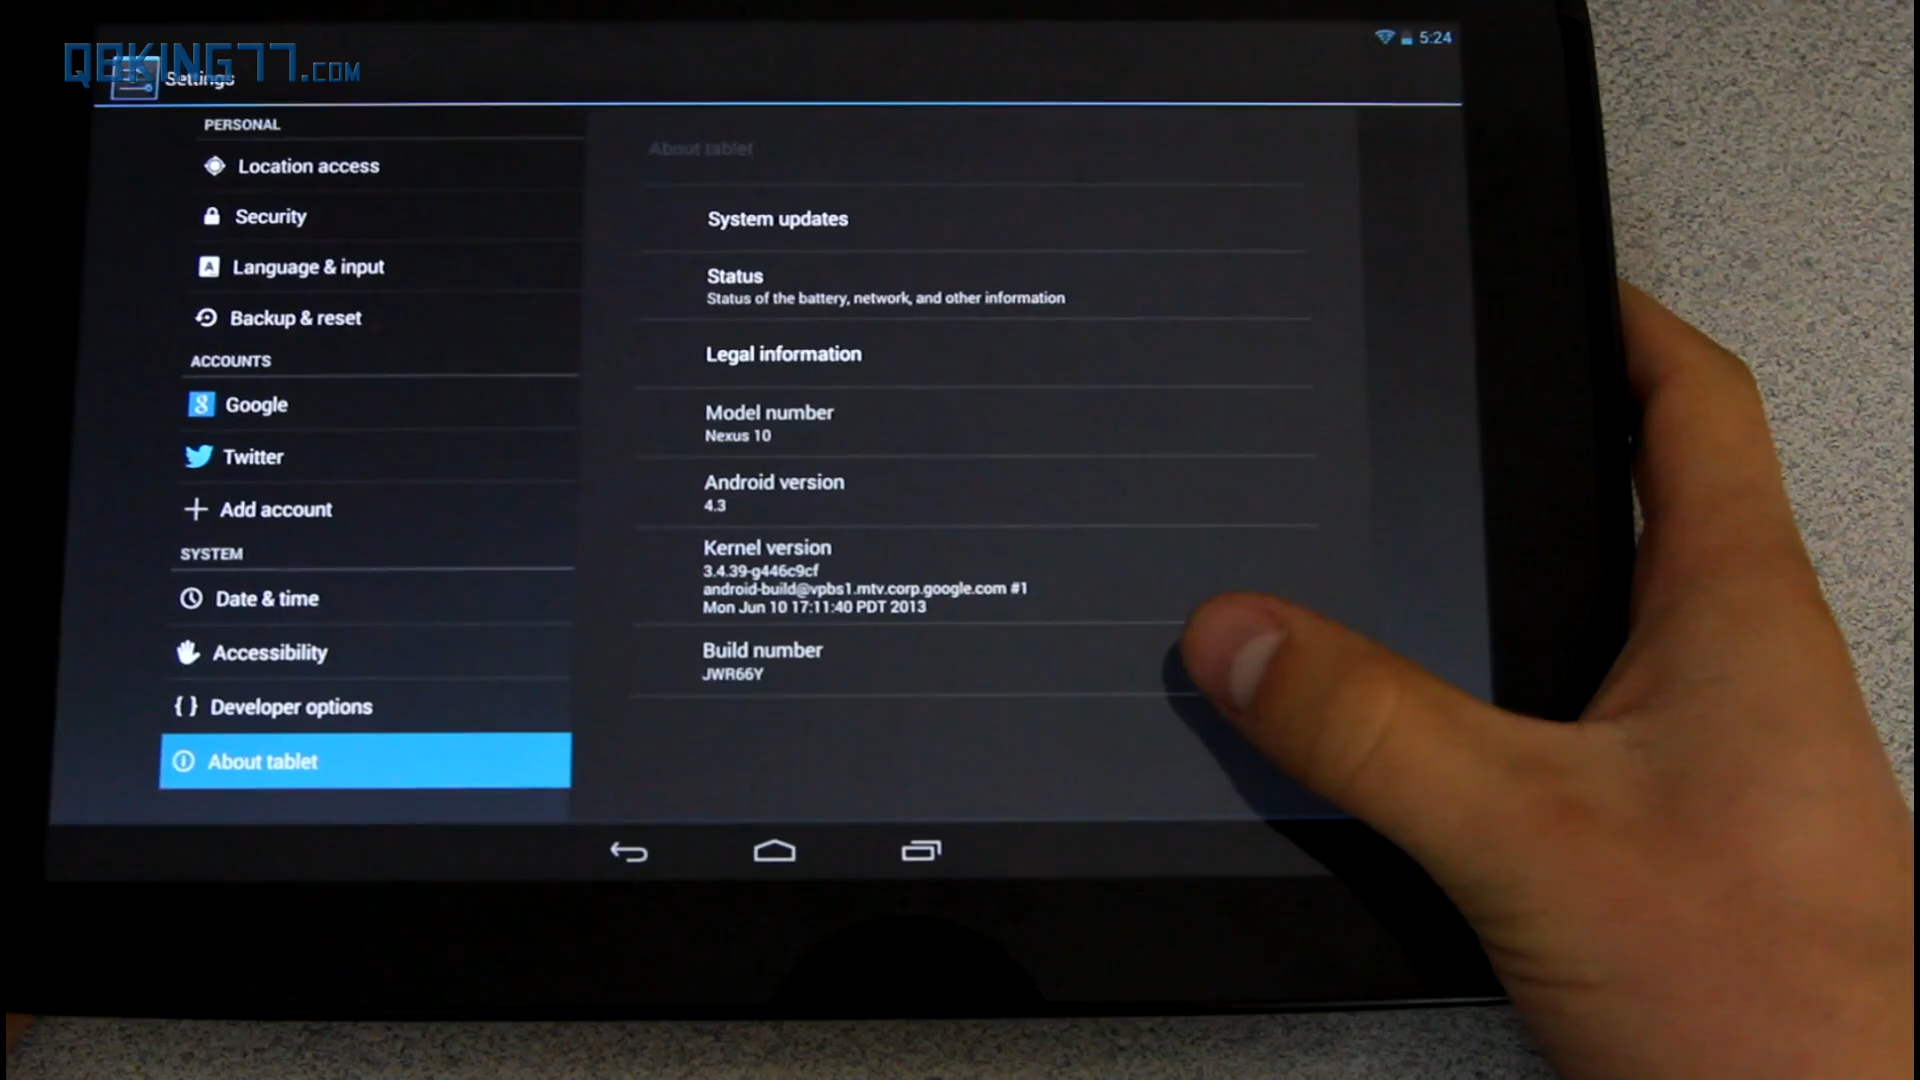 QBKING77.COM
Settings
5:24
PERSONAL
Location access
Security
Language & input
Backup & reset
ACCOUNTS
Google
Twitter
Add account
SYSTEM
Date & time
Accessibility
Developer options
About tablet
About tablet
System updates
Status
Status of the battery, network, and other information
Legal information
Model number
Nexus 10
Android version
4.3
Kernel version
3.4.39-g446c9cf
android-build@vpbs1.mtv.corp.google.com #1
Mon Jun 10 17:11:40 PDT 2013
Build number
JWR66Y